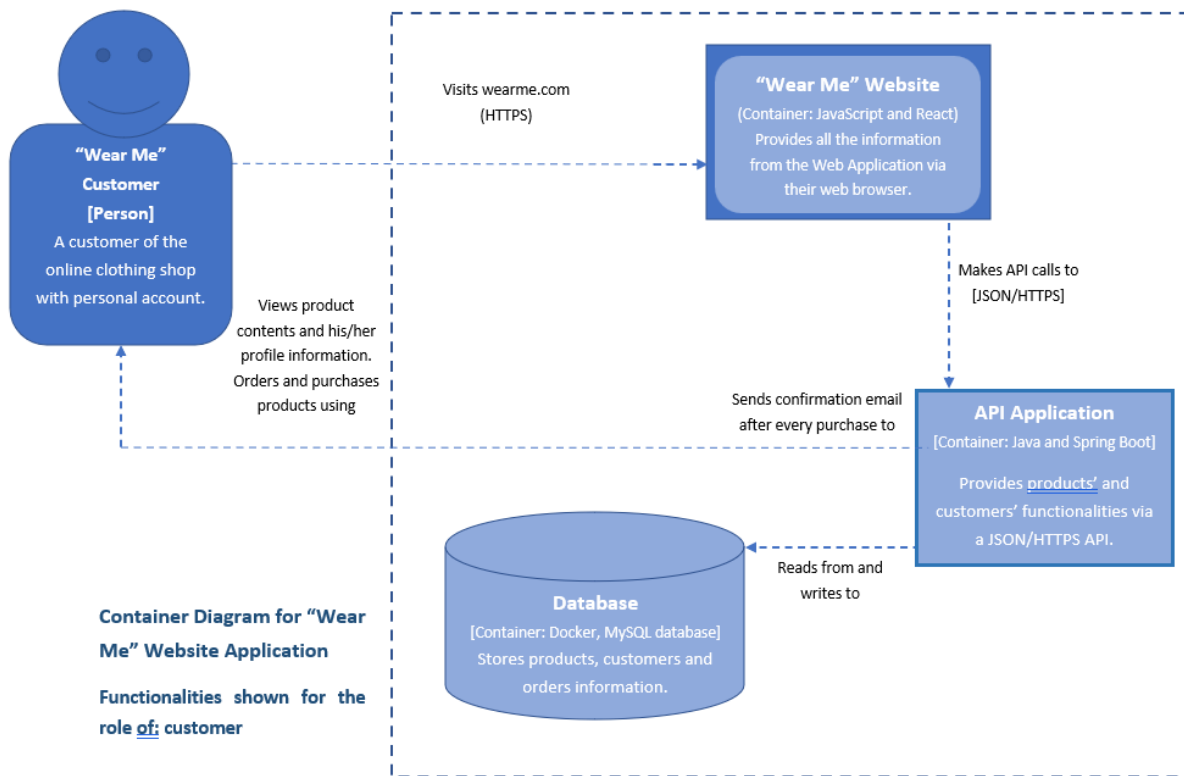 “Wear Me”
Customer
[Person]
A customer of the
online clothing shop
with personal account.
Visits wearme.com
(HTTPS)
“Wear Me” Website
(Container: JavaScript and React)
Provides all the information
from the Web Application via
their web browser.
Makes API calls to
[JSON/HTTPS]
Views product
contents and his/her
profile information.
Orders and purchases
products using
Sends confirmation email
after every purchase to
API Application
[Container: Java and Spring Boot]
Provides products’ and
customers’ functionalities via
a JSON/HTTPS API.
Reads from and
writes to
Database
[Container: Docker, MySQL database]
Stores products, customers and
orders information.
Container Diagram for “Wear
Me” Website Application
Functionalities shown for the
role of: customer